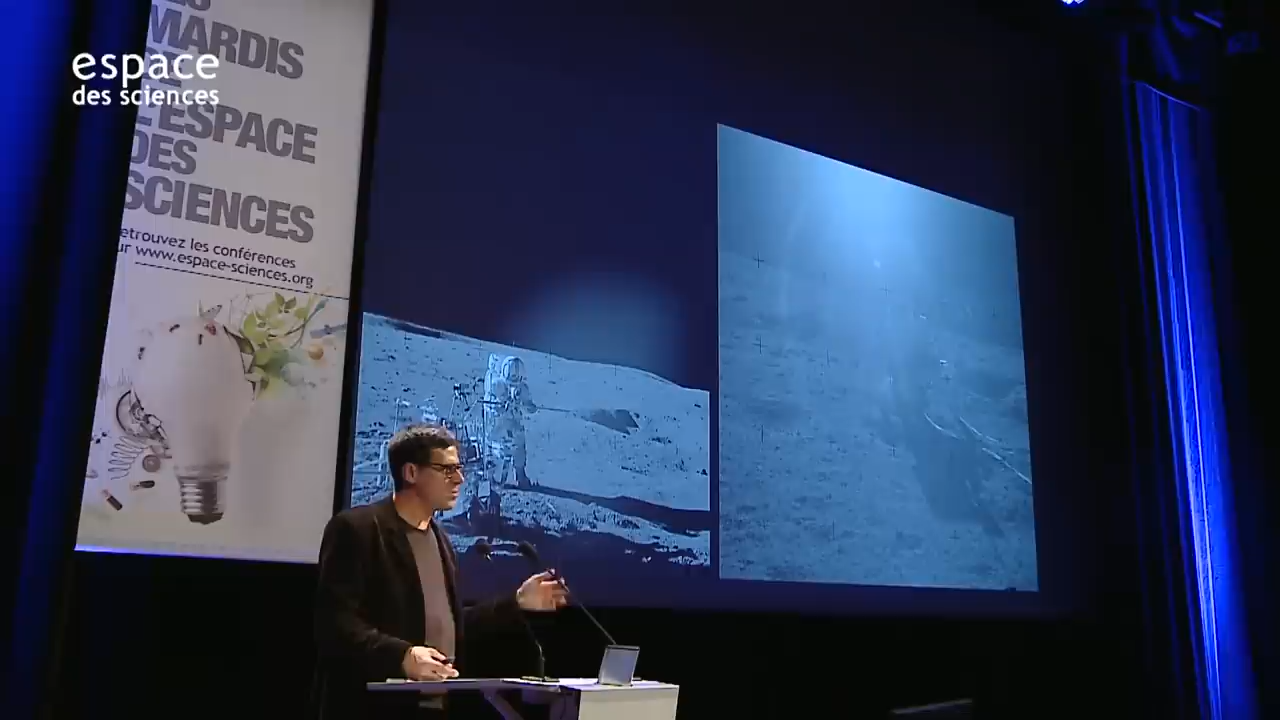 espace
des sciences
MARDIS
L'ESPACE
DES
SCIENCES
etrouvez les conférences
ur www.espace-sciences.org